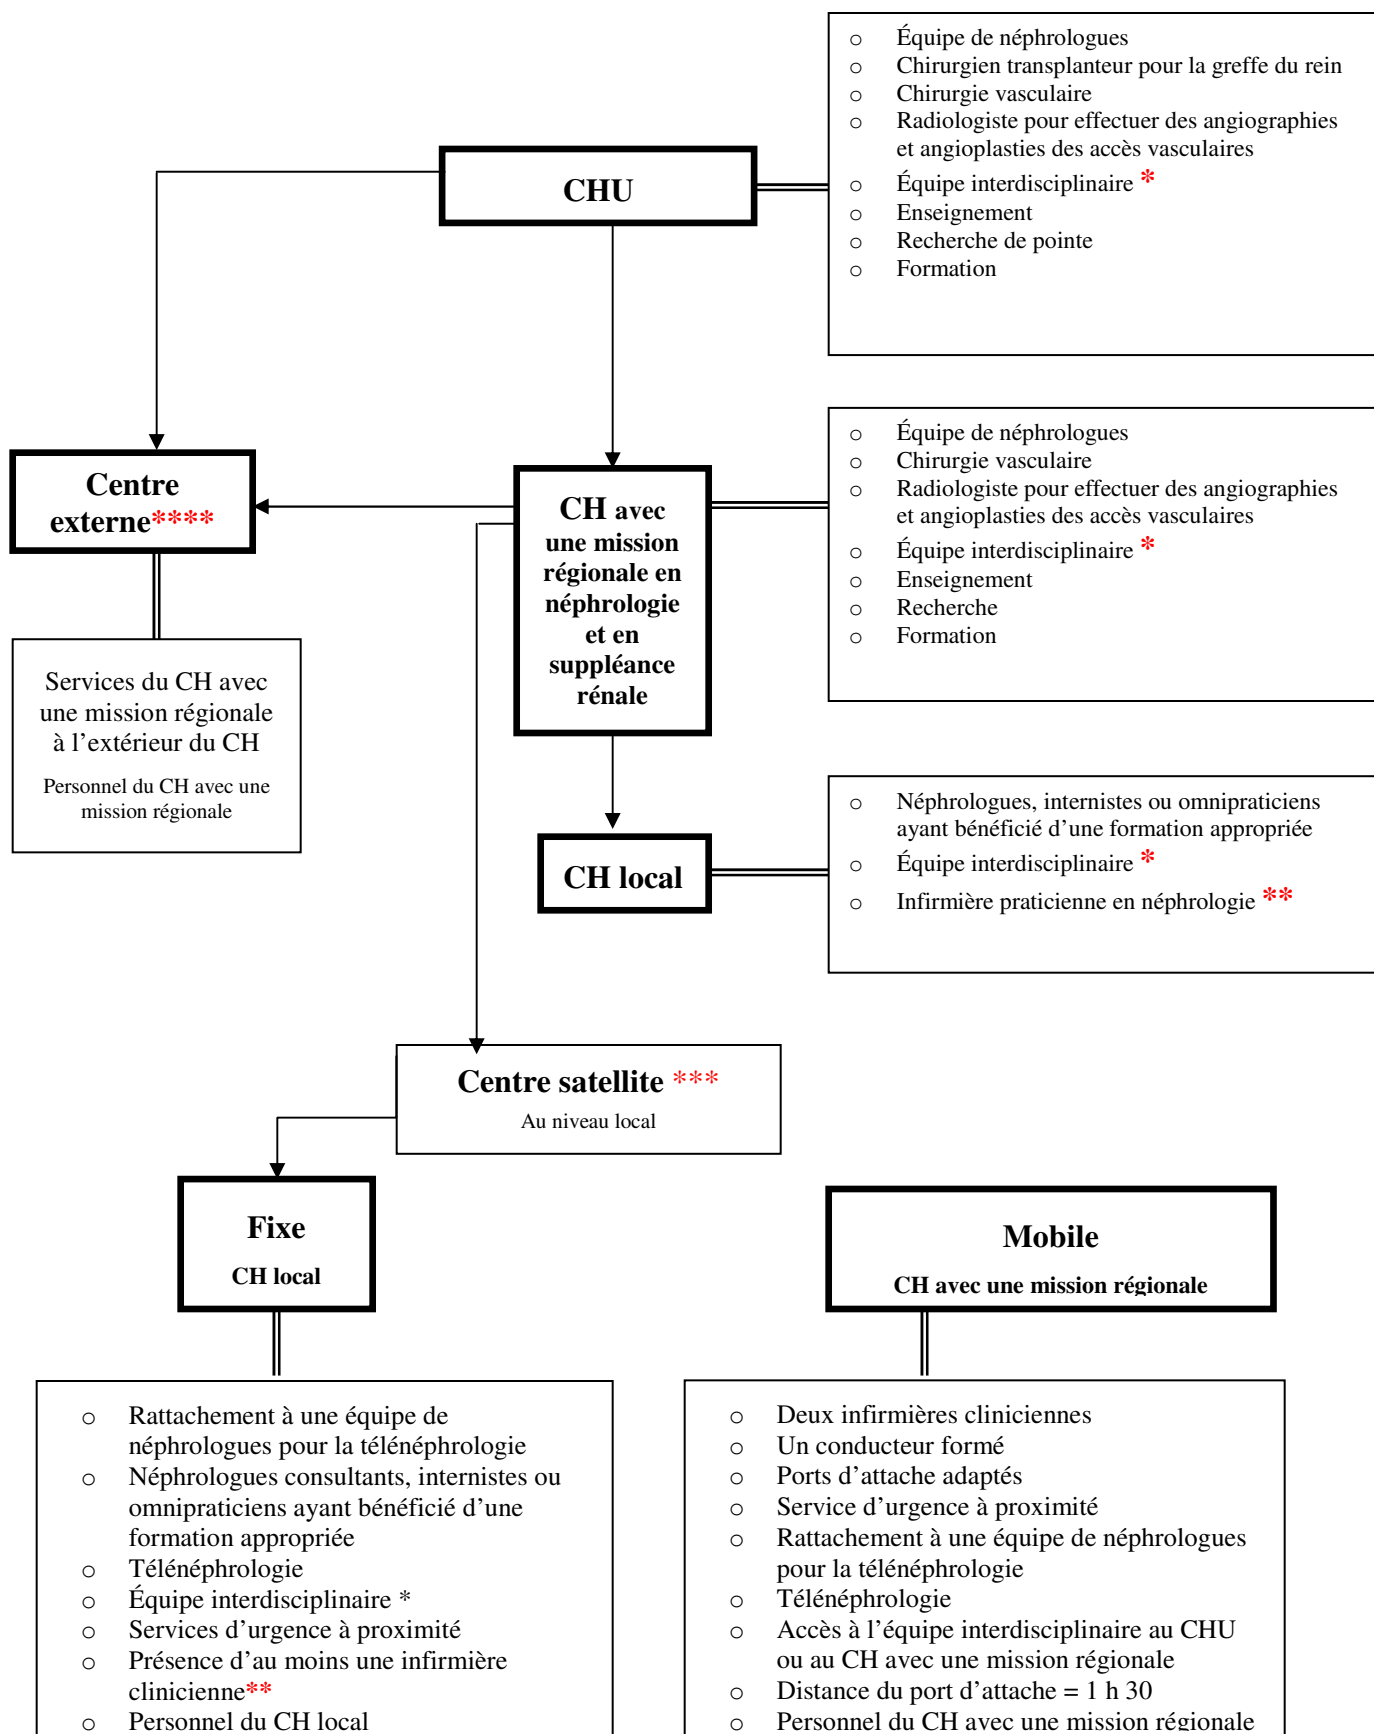 o Équipe de néphrologues
o Chirurgien transplanteur pour la greffe du rein
o Chirurgie vasculaire
o Radiologiste pour effectuer des angiographies
et angioplasties des accès vasculaires
o Équipe interdisciplinaire *
o Enseignement
o Recherche de pointe
o Formation
CHU
o Équipe de néphrologues
o Chirurgie vasculaire
o Radiologiste pour effectuer des angiographies
et angioplasties des accès vasculaires
o Équipe interdisciplinaire *
o Enseignement
o Recherche
o Formation
Centre
externe****
CH avec
une mission
régionale en
néphrologie
et en
suppléance
rénale
Services du CH avec
une mission régionale
à l’extérieur du CH
Personnel du CH avec une
mission régionale
o Néphrologues, internistes ou omnipraticiens
ayant bénéficié d’une formation appropriée
o Équipe interdisciplinaire *
o Infirmière praticienne en néphrologie **
CH local
Centre satellite ***
Au niveau local
Fixe
CH local
Mobile
CH avec une mission régionale
o Rattachement à une équipe de
néphrologues pour la télénéphrologie
o Néphrologues consultants, internistes ou
omnipraticiens ayant bénéficié d’une
formation appropriée
o Télénéphrologie
o Équipe interdisciplinaire *
o Services d’urgence à proximité
o Présence d’au moins une infirmière
clinicienne**
o Personnel du CH local
o Deux infirmières cliniciennes
o Un conducteur formé
o Ports d’attache adaptés
o Service d’urgence à proximité
o Rattachement à une équipe de néphrologues
pour la télénéphrologie
o Télénéphrologie
o Accès à l’équipe interdisciplinaire au CHU
ou au CH avec une mission régionale
o Distance du port d’attache = 1 h 30
o Personnel du CH avec une mission régionale